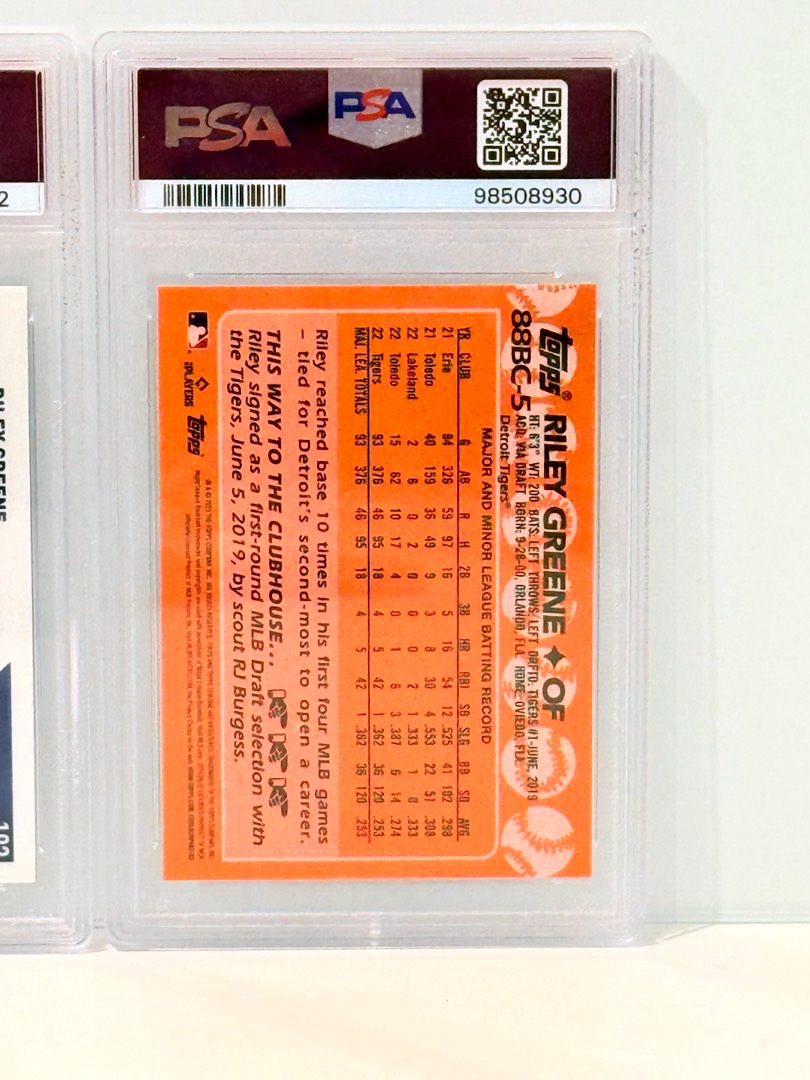 2
PSA
PSA
98508930
RILEY GREENE
102
topps® RILEY GREENE ✦ OF
88BC-5
HT: 6'3" WT: 200 BATS: LEFT THROWS: LEFT DRFTD: TIGERS #1-JUNE, 2019
ACQ: VIA DRAFT BORN: 9-28-00, ORLANDO, FLA. HOME: OVIEDO, FLA.
Detroit Tigers®
MAJOR AND MINOR LEAGUE BATTING RECORD
YR CLUB G AB R H 2B 3B HR RBI SB SLG BB SO AVG
21 Erie 84 326 59 97 16 5 16 54 12 .525 41 102 .298
21 Toledo 40 159 36 49 9 3 8 30 4 .553 22 51 .308
22 Lakeland 2 6 0 2 0 0 0 2 1 .333 1 0 .333
22 Toledo 15 62 10 17 4 0 1 6 3 .387 6 14 .274
22 Tigers 93 376 46 95 18 4 5 42 1 .362 36 120 .253
MAJ. LEA. TOTALS 93 376 46 95 18 4 5 42 1 .362 36 120 .253
Riley reached base 10 times in his first four MLB games
– tied for Detroit's second-most to open a career.
THIS WAY TO THE CLUBHOUSE...
Riley signed as a first-round MLB Draft selection with
the Tigers, June 5, 2019, by scout RJ Burgess.
PLAYERS topps